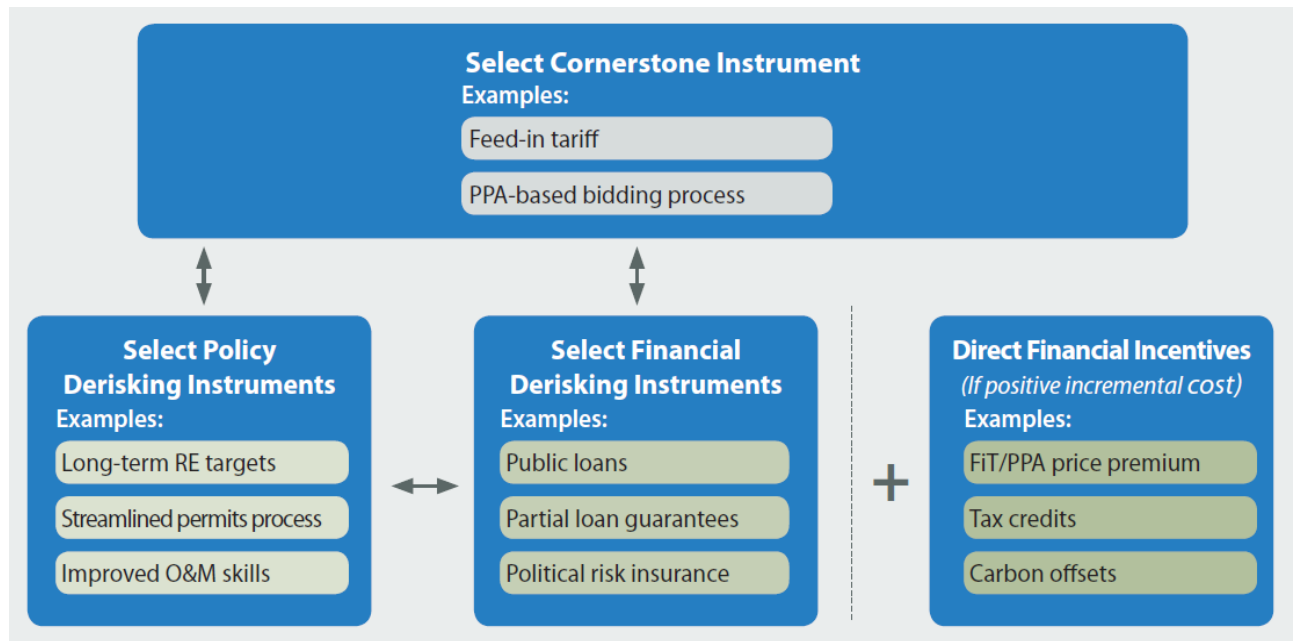 Select Cornerstone Instrument
Examples:
Feed-in tariff
PPA-based bidding process
Select Policy
Derisking Instruments
Examples:
Long-term RE targets
Streamlined permits process
Improved O&M skills
Select Financial
Derisking Instruments
Examples:
Public loans
Partial loan guarantees
Political risk insurance
+
Direct Financial Incentives
(If positive incremental cost)
Examples:
FiT/PPA price premium
Tax credits
Carbon offsets